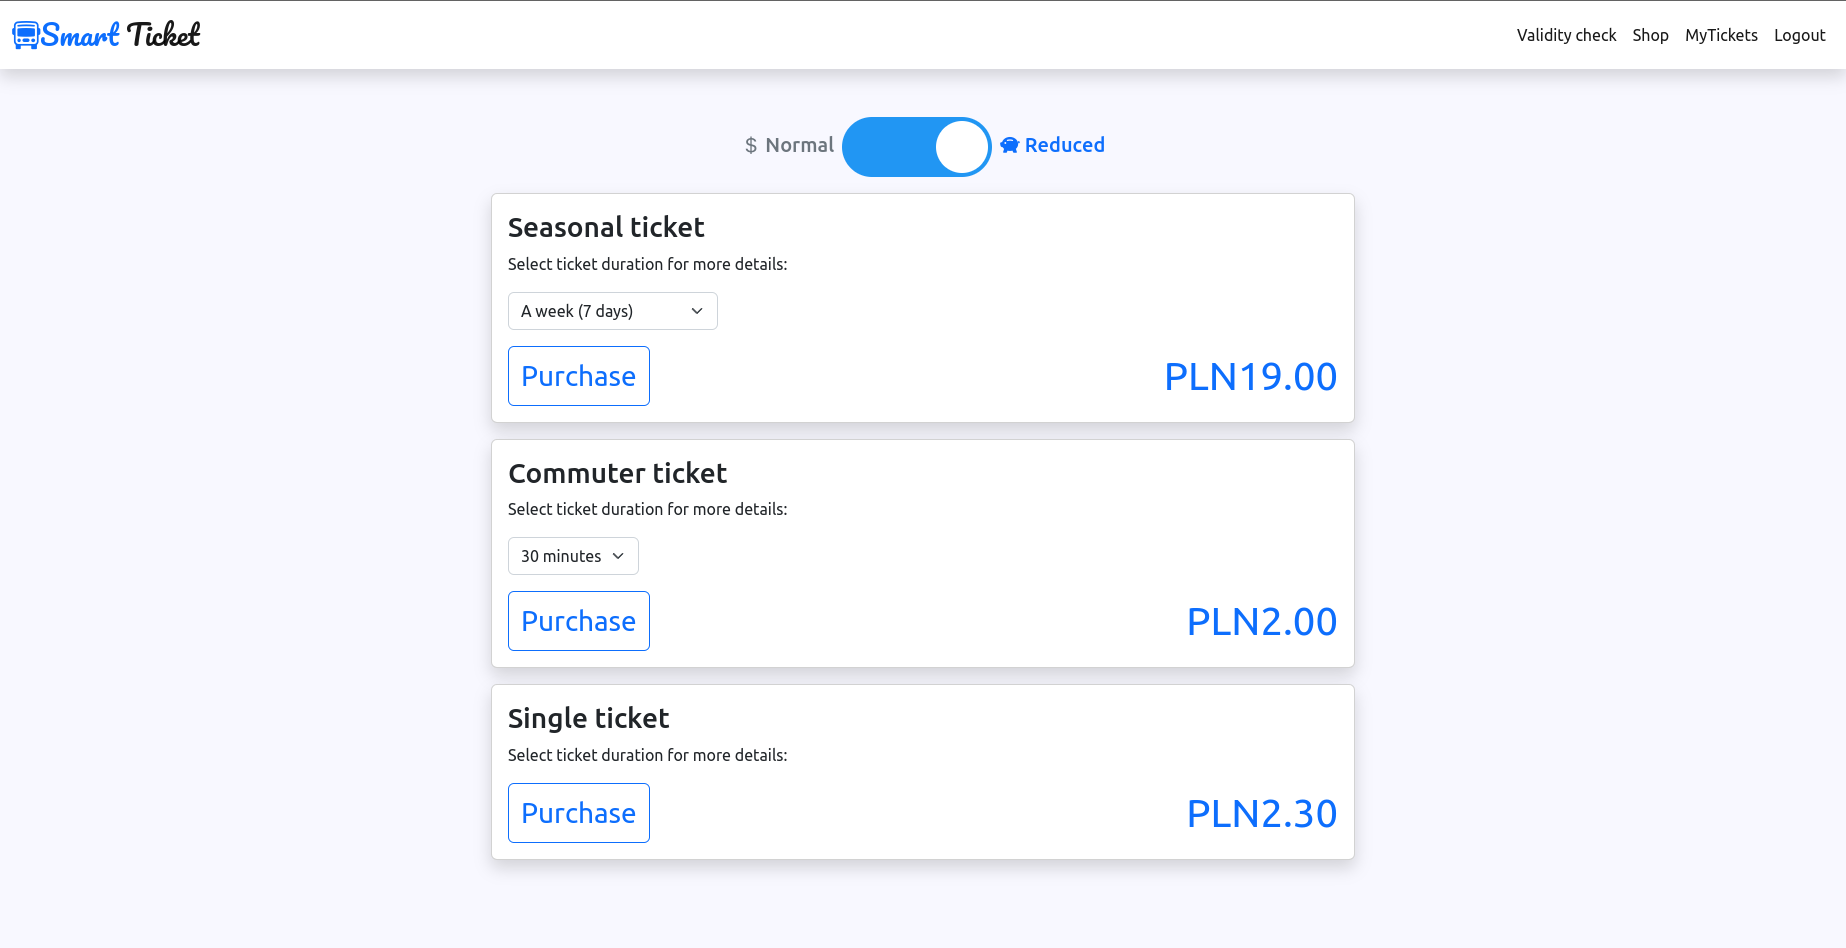 Smart Ticket
Validity check Shop MyTickets Logout
$ Normal Reduced
Seasonal ticket
Select ticket duration for more details:
A week (7 days)
Purchase PLN19.00
Commuter ticket
Select ticket duration for more details:
30 minutes
Purchase PLN2.00
Single ticket
Select ticket duration for more details:
Purchase PLN2.30